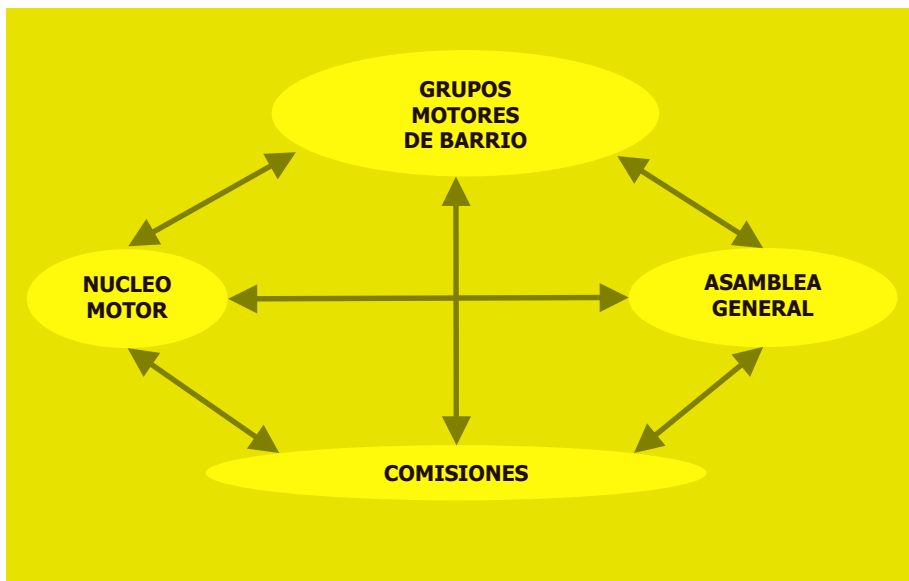 GRUPOS
MOTORES
DE BARRIO
NUCLEO
MOTOR
ASAMBLEA
GENERAL
COMISIONES